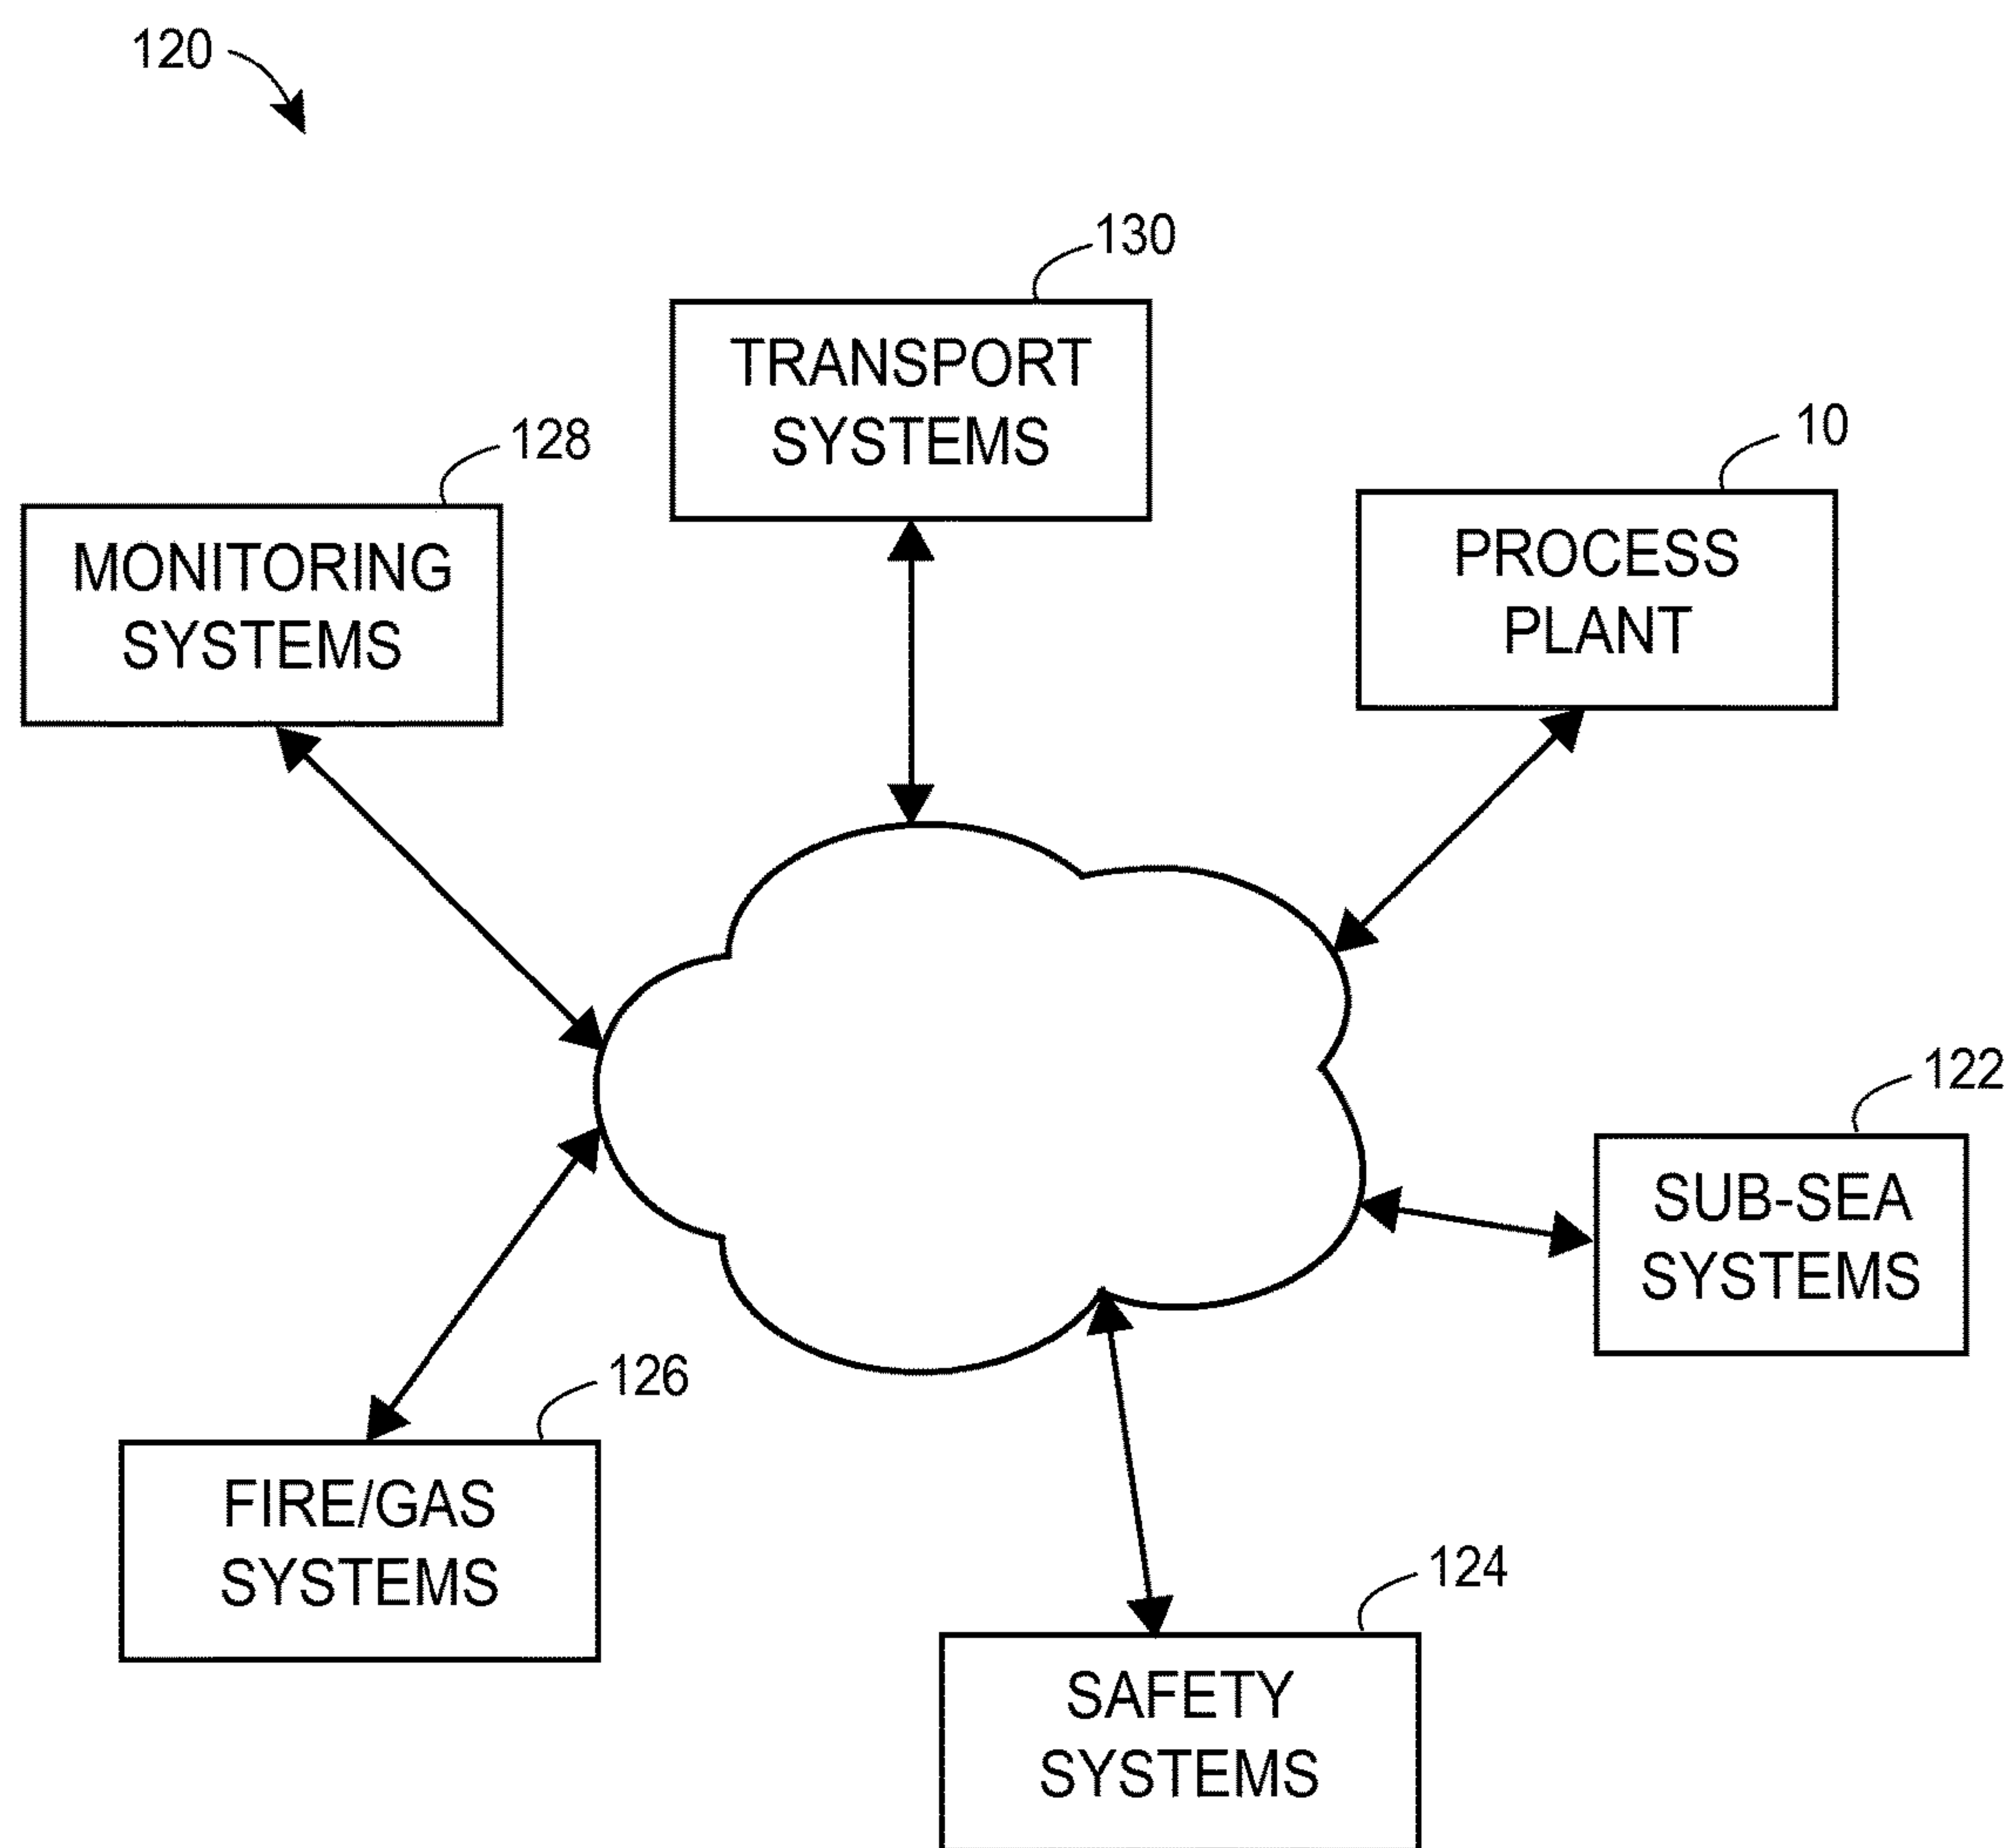 120
130
TRANSPORT
SYSTEMS
128
MONITORING
SYSTEMS
10
PROCESS
PLANT
122
SUB-SEA
SYSTEMS
126
FIRE/GAS
SYSTEMS
124
SAFETY
SYSTEMS